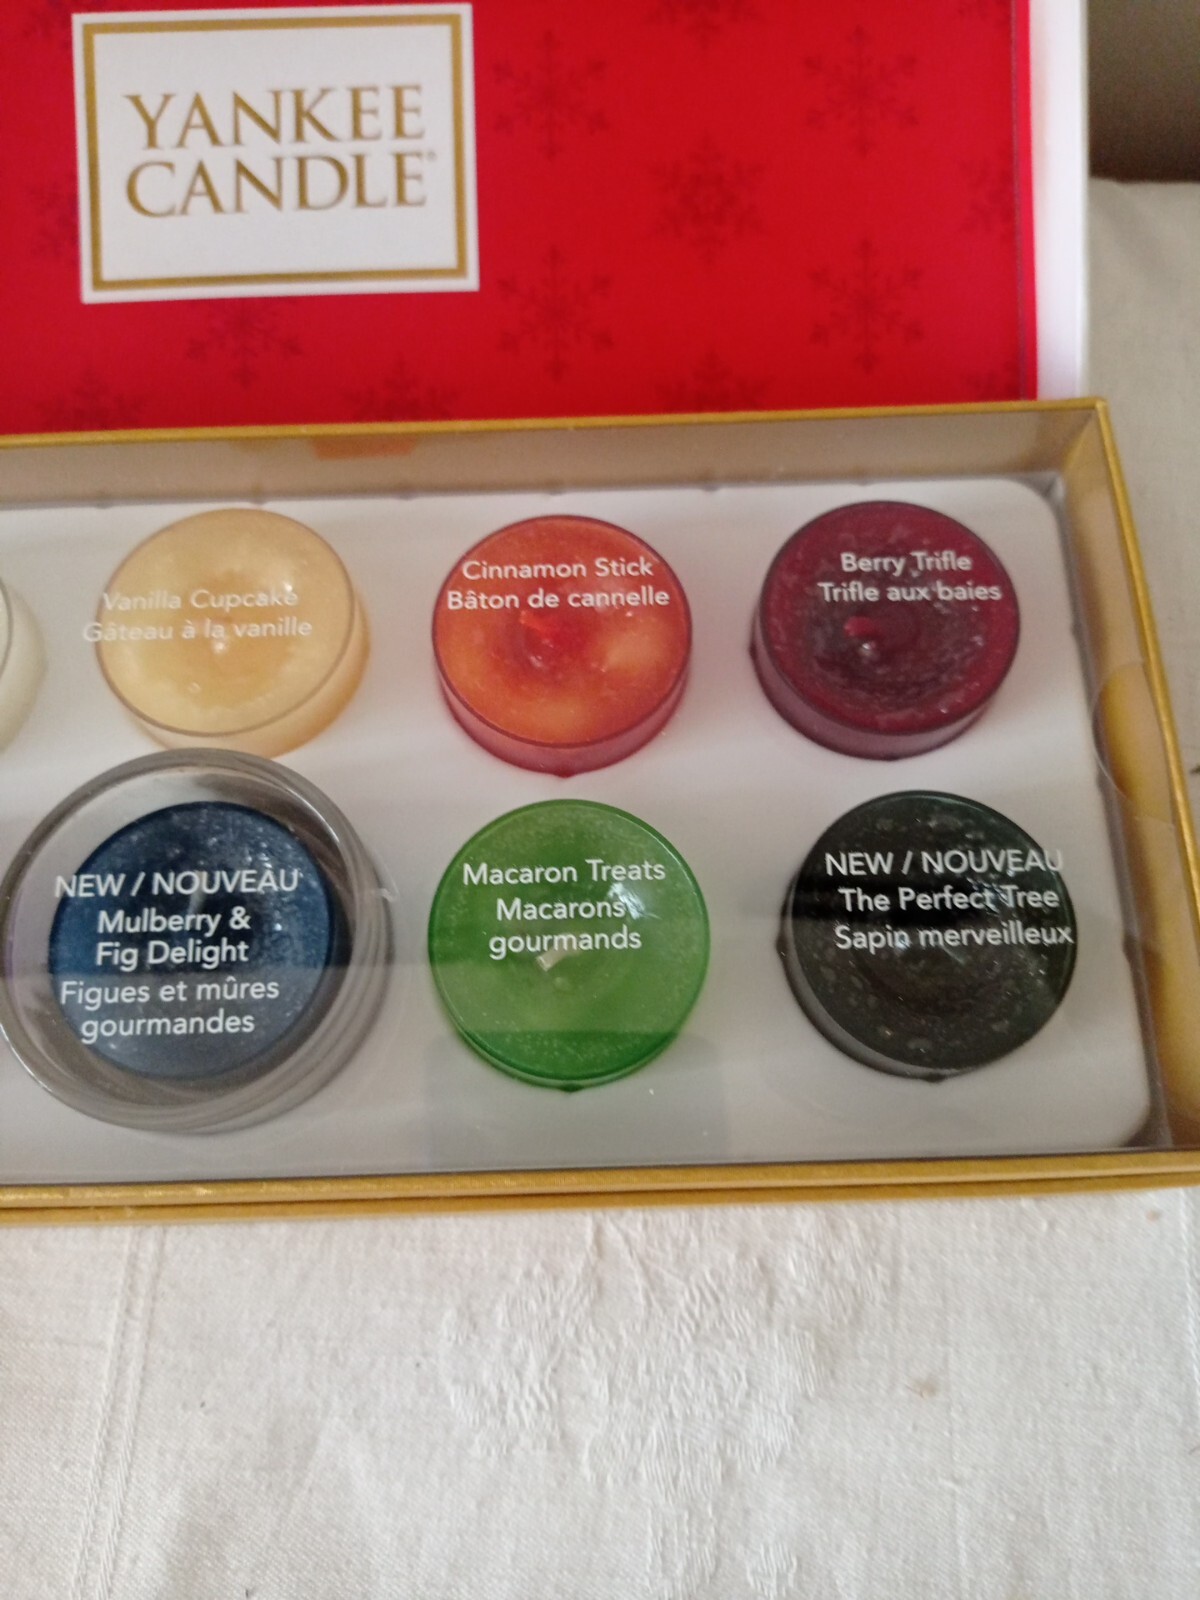 YANKEE
CANDLE®
Vanilla Cupcake
Gâteau à la vanille
Cinnamon Stick
Bâton de cannelle
Berry Trifle
Trifle aux baies
NEW / NOUVEAU
Mulberry &
Fig Delight
Figues et mûres
gourmandes
Macaron Treats
Macarons
gourmands
NEW / NOUVEAU
The Perfect Tree
Sapin merveilleux